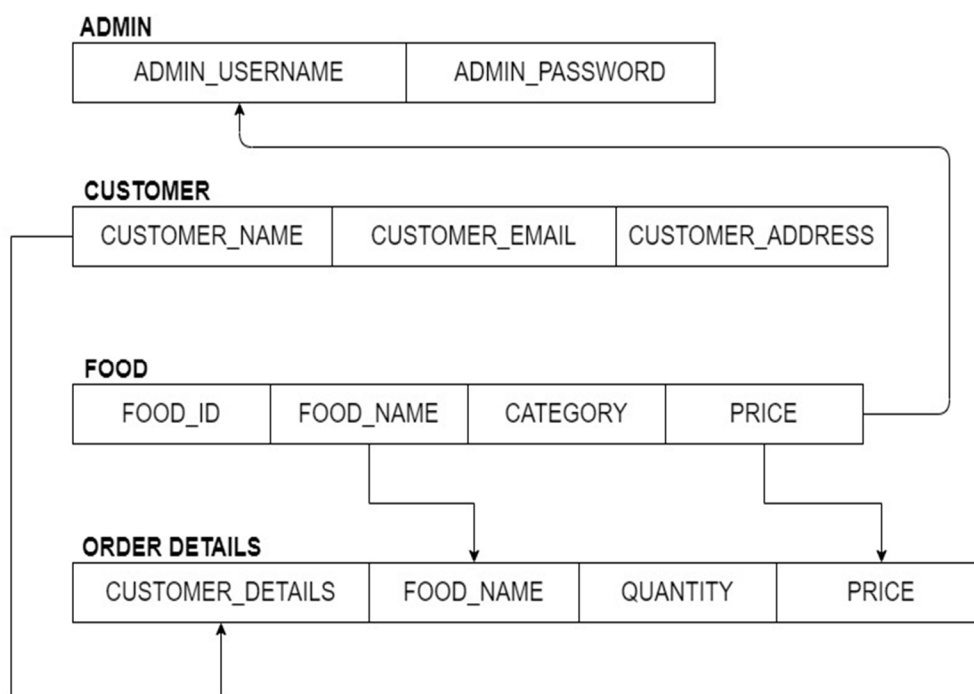 ADMIN
ADMIN_USERNAME ADMIN_PASSWORD
CUSTOMER
CUSTOMER_NAME CUSTOMER_EMAIL CUSTOMER_ADDRESS
FOOD
FOOD_ID FOOD_NAME CATEGORY PRICE
ORDER DETAILS
CUSTOMER_DETAILS FOOD_NAME QUANTITY PRICE